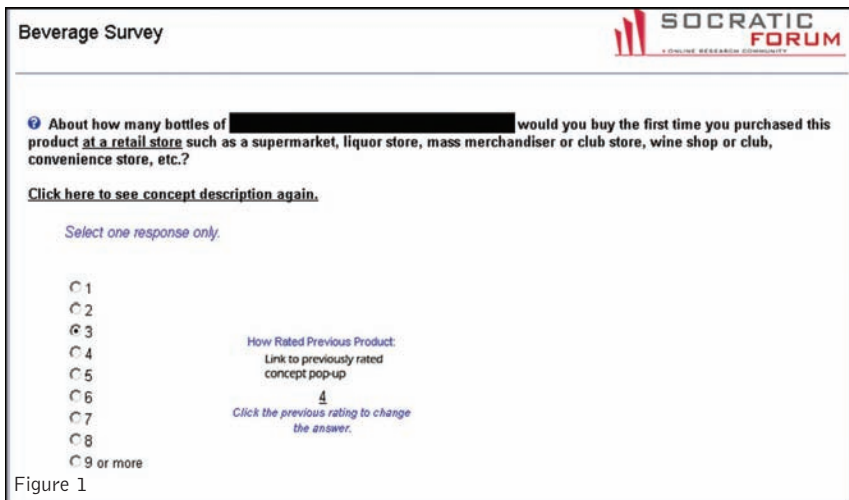 Beverage Survey
SOCRATIC
FORUM
• ONLINE RESEARCH COMMUNITY
About how many bottles of would you buy the first time you purchased this
product at a retail store such as a supermarket, liquor store, mass merchandiser or club store, wine shop or club,
convenience store, etc.?
Click here to see concept description again.
Select one response only.
1
2
3
4
5
6
7
8
9 or more
How Rated Previous Product:
Link to previously rated
concept pop-up
4
Click the previous rating to change
the answer.
Figure 1